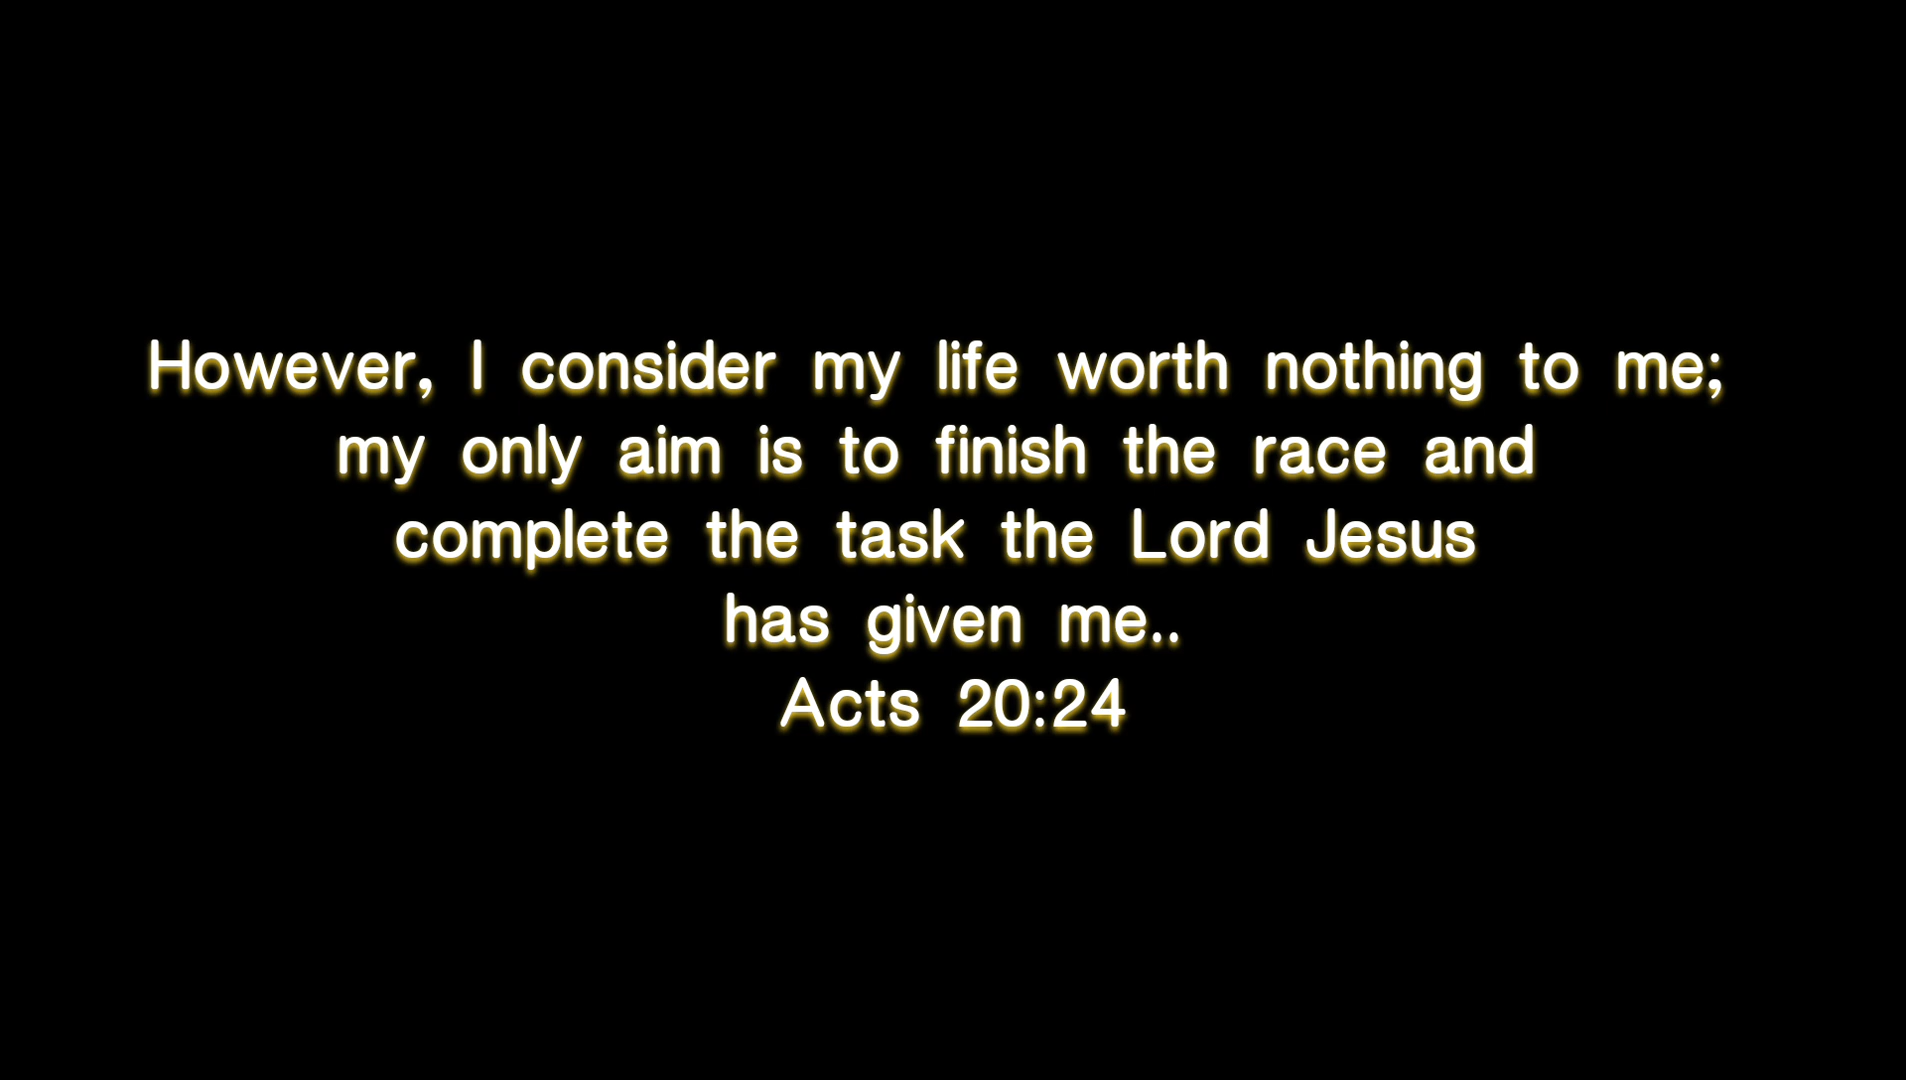 However, I consider my life worth nothing to me;
my only aim is to finish the race and
complete the task the Lord Jesus
has given me..
Acts 20:24